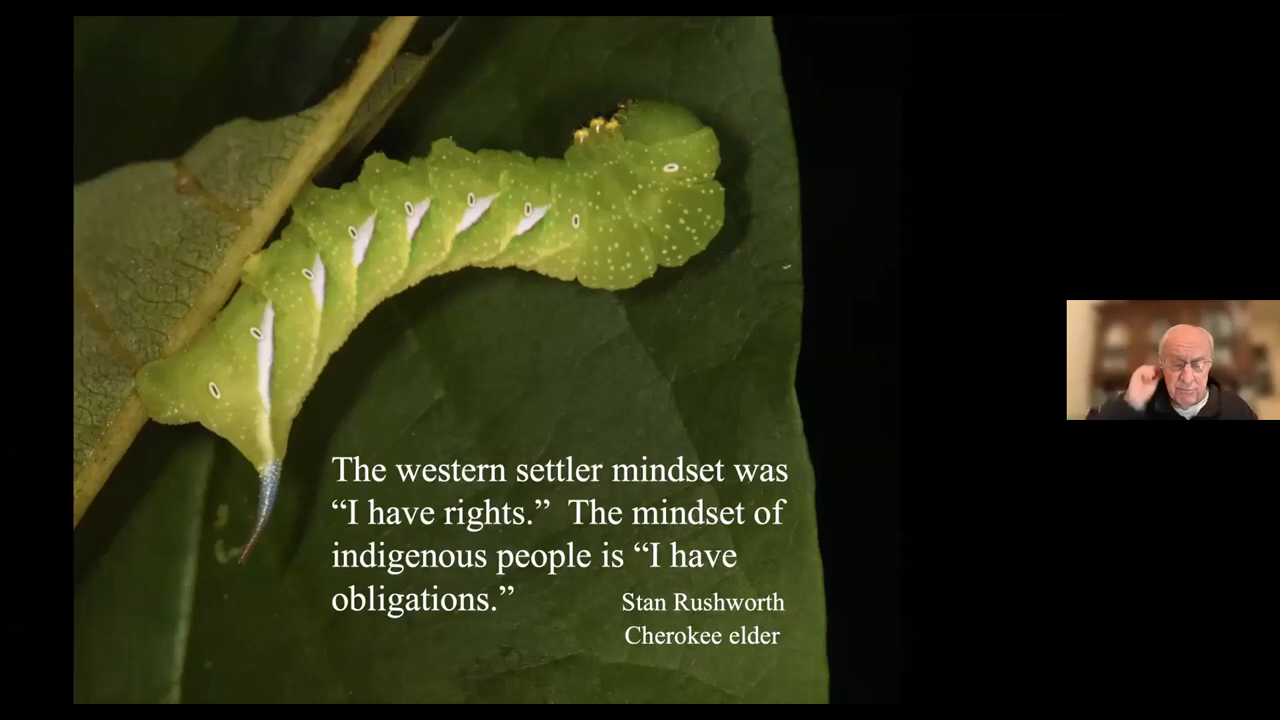 The western settler mindset was
“I have rights.”  The mindset of
indigenous people is “I have
obligations.”
Stan Rushworth
Cherokee elder